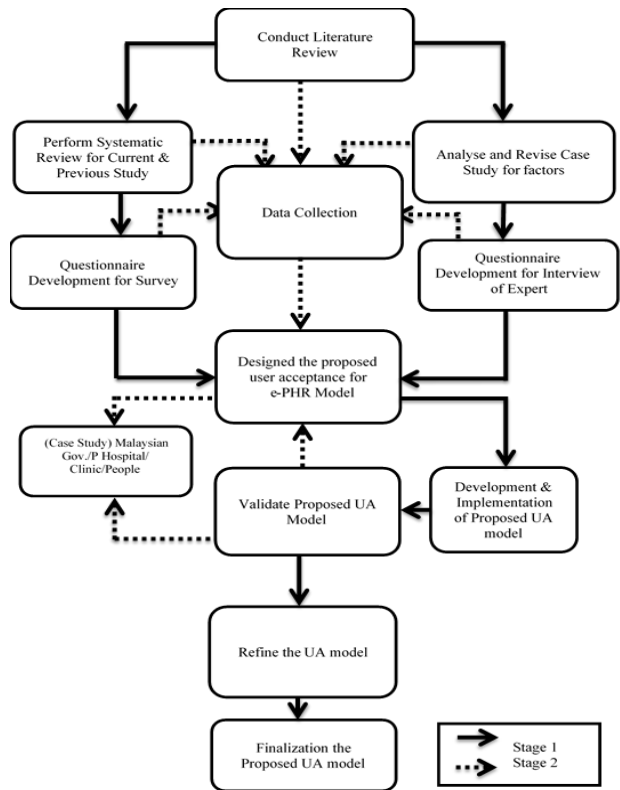 Conduct Literature
Review
Perform Systematic
Review for Current &
Previous Study
Analyse and Revise Case
Study for factors
Data Collection
Questionnaire
Development for Survey
Questionnaire
Development for Interview
of Expert
Designed the proposed
user acceptance for
e-PHR Model
(Case Study) Malaysian
Gov./P Hospital/
Clinic/People
Validate Proposed UA
Model
Development &
Implementation
of Proposed UA
model
Refine the UA model
Finalization the
Proposed UA model
Stage 1
Stage 2